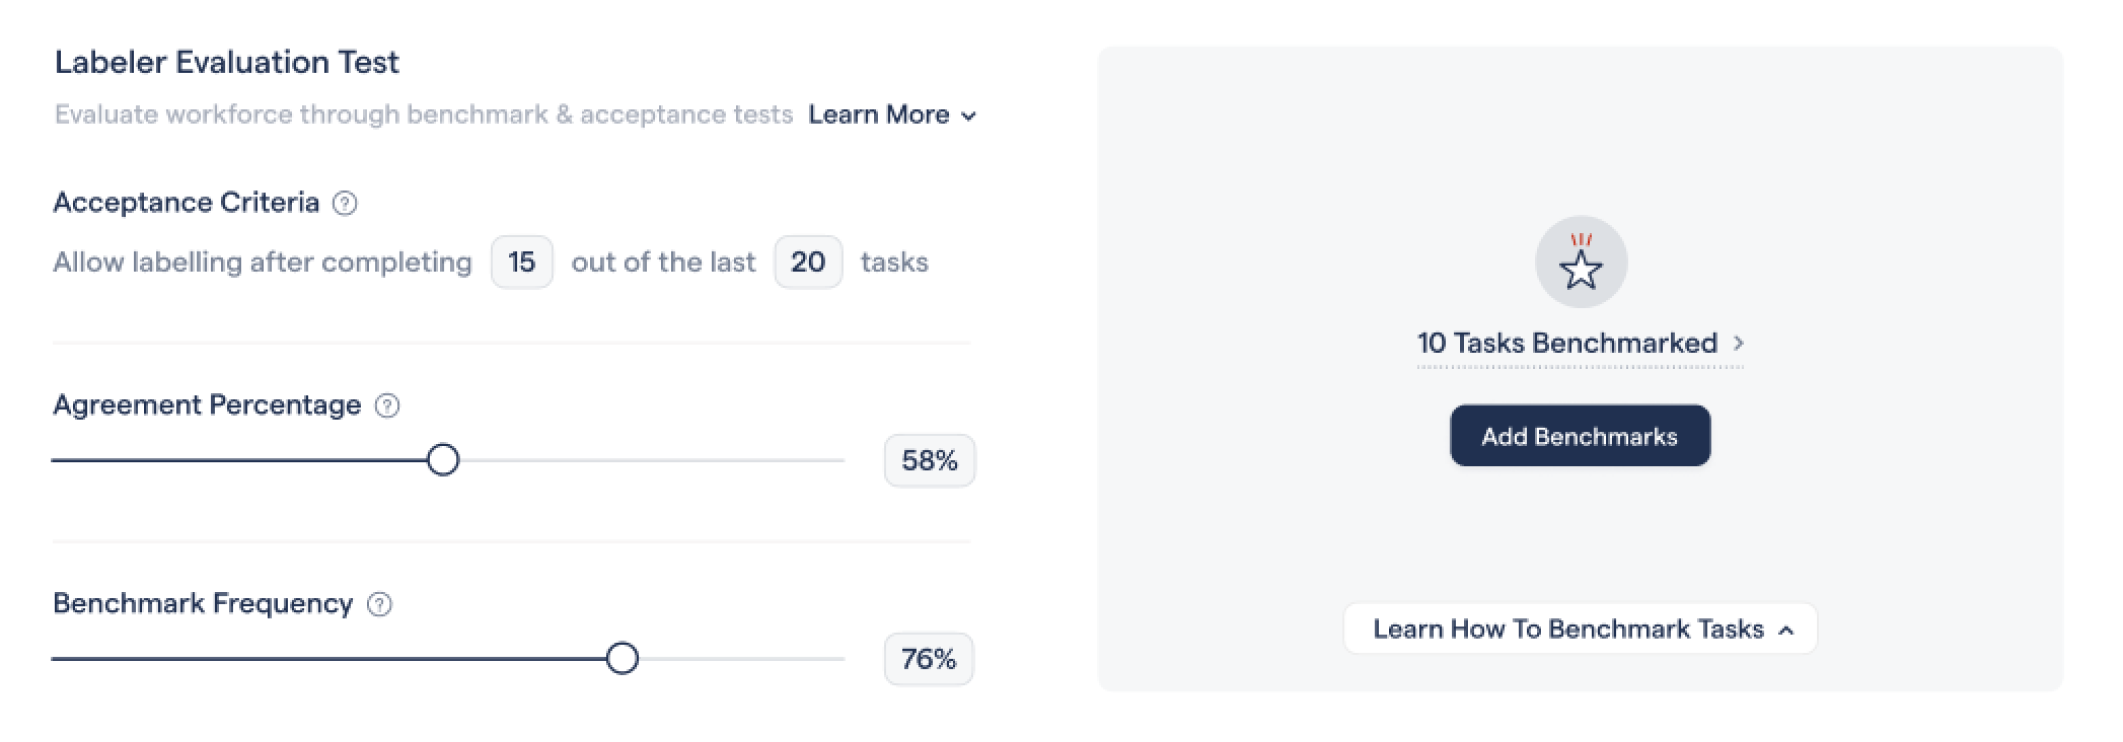 Labeler Evaluation Test
Evaluate workforce through benchmark & acceptance tests Learn More
Acceptance Criteria ?
Allow labelling after completing 15 out of the last 20 tasks
Agreement Percentage ?
58%
Benchmark Frequency ?
76%
10 Tasks Benchmarked
Add Benchmarks
Learn How To Benchmark Tasks